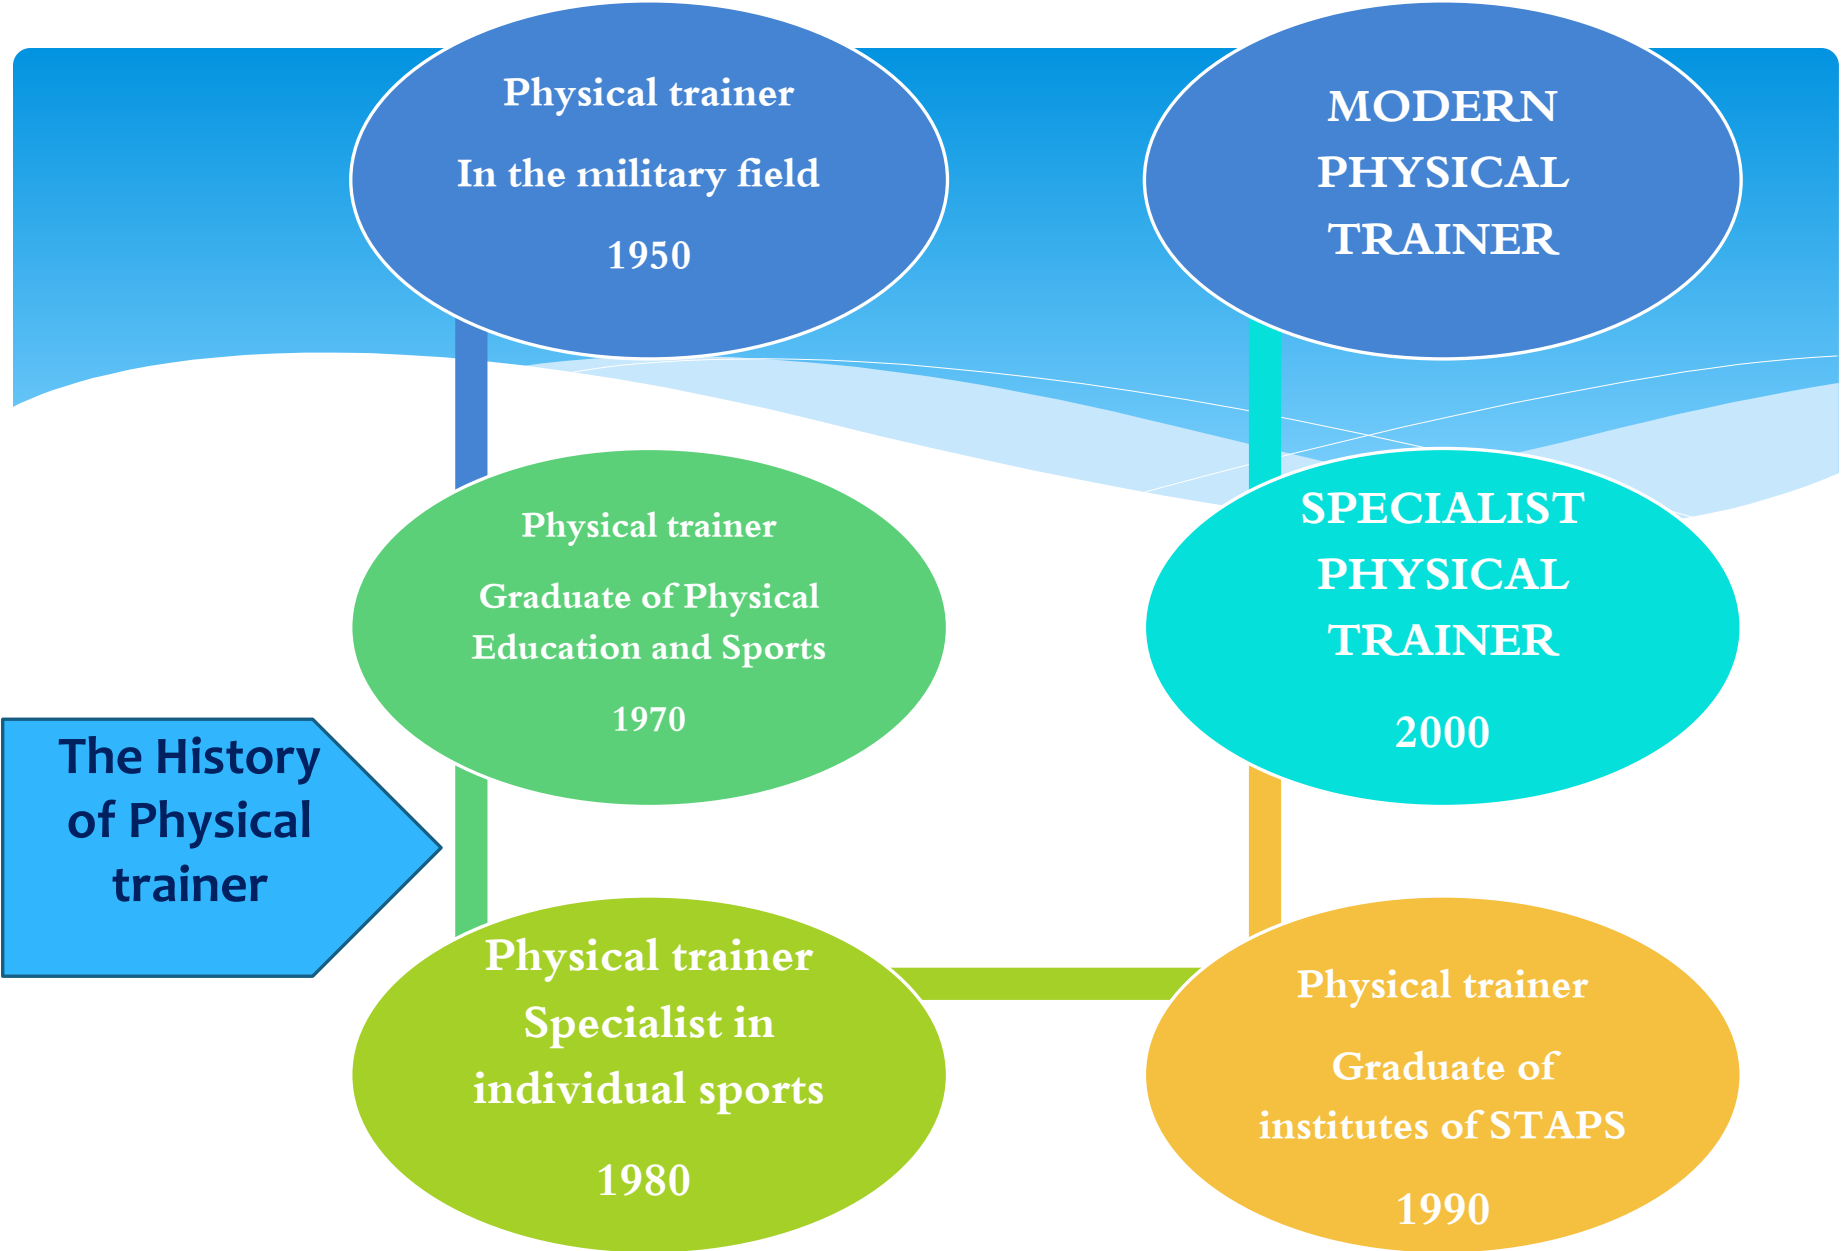 Physical trainer
In the military field
1950
Physical trainer
Graduate of Physical
Education and Sports
1970
The History
of Physical
trainer
Physical trainer
Specialist in
individual sports
1980
Physical trainer
Graduate of
institutes of STAPS
1990
SPECIALIST
PHYSICAL
TRAINER
2000
MODERN
PHYSICAL
TRAINER